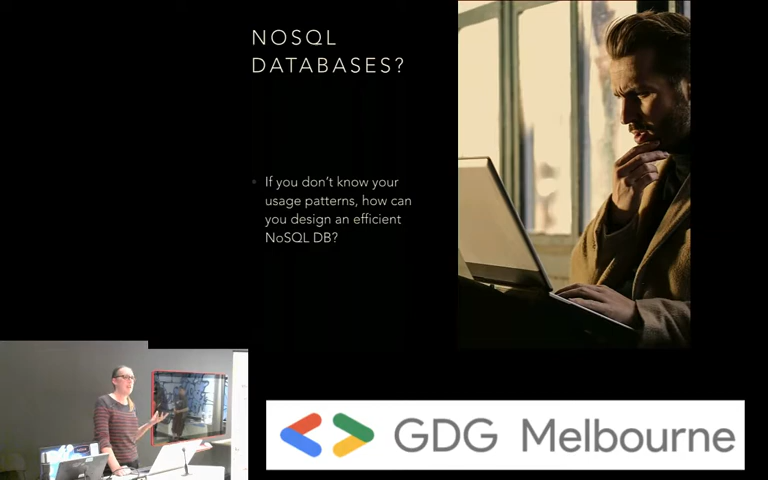 NOSQL
DATABASES?
If you don't know your
usage patterns, how can
you design an efficient
NoSQL DB?
GDG Melbourne